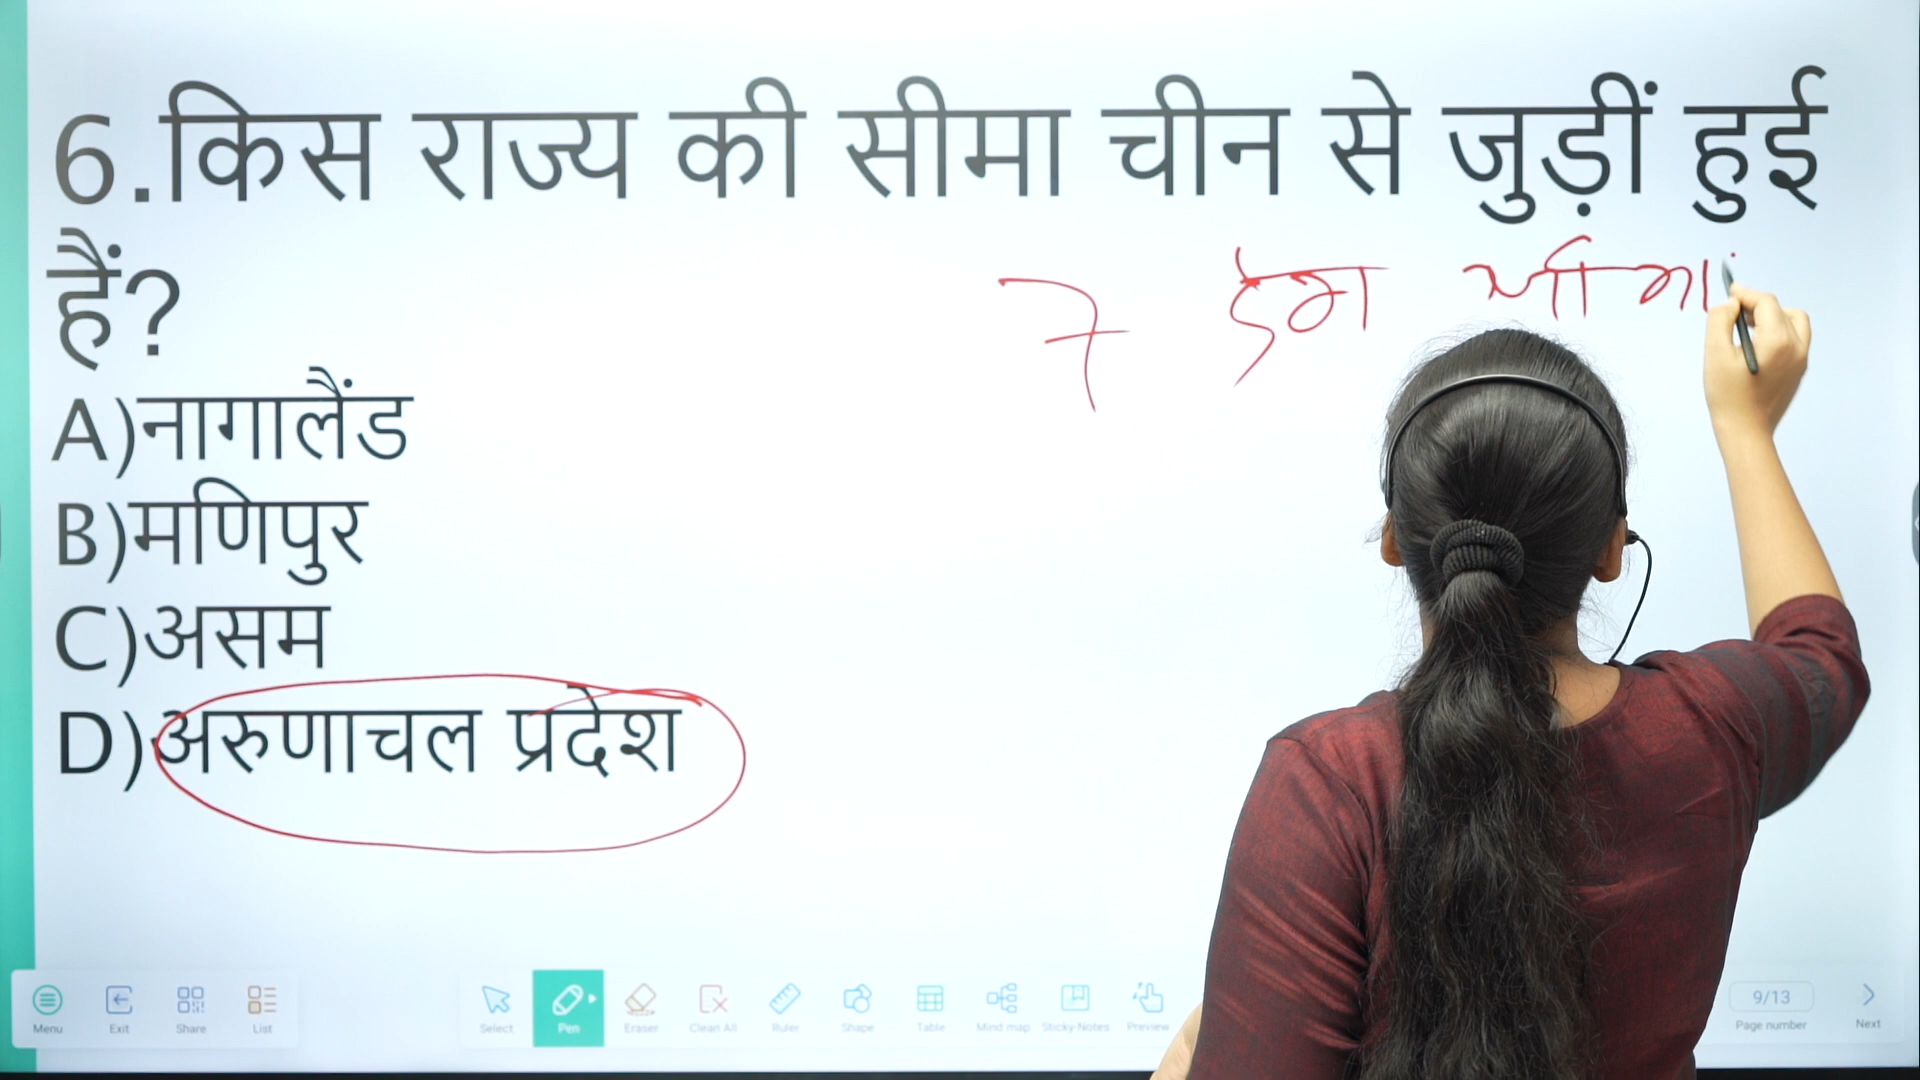 6.किस राज्य की सीमा चीन से जुड़ीं हुई
हैं?
7 देश सीमा
A)नागालैंड
B)मणिपुर
C)असम
D)अरुणाचल प्रदेश
Menu Exit Share List Select Pen Eraser Clean All Ruler Shape Table Mind map Sticky-Notes Preview 9/13 Page number Next